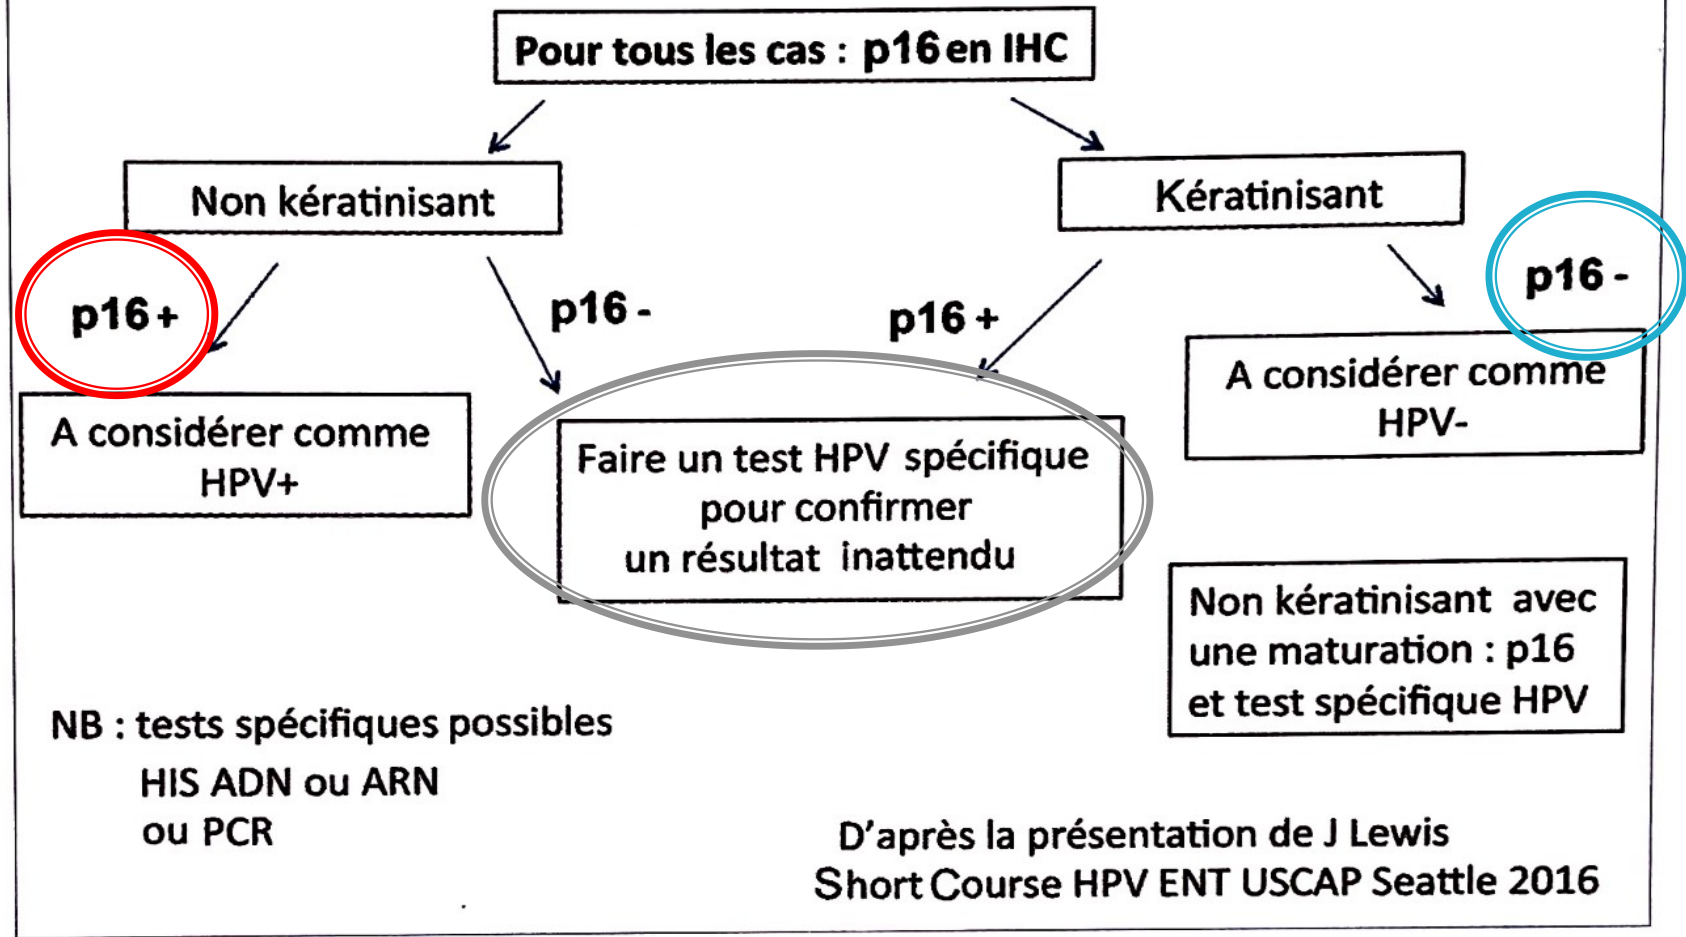 Pour tous les cas : p16 en IHC
Non kératinisant
Kératinisant
p16 +
p16 -
p16 +
p16 -
A considérer comme
HPV+
Faire un test HPV spécifique
pour confirmer
un résultat inattendu
A considérer comme
HPV-
Non kératinisant avec
une maturation : p16
et test spécifique HPV
NB : tests spécifiques possibles
HIS ADN ou ARN
ou PCR
D'après la présentation de J Lewis
Short Course HPV ENT USCAP Seattle 2016